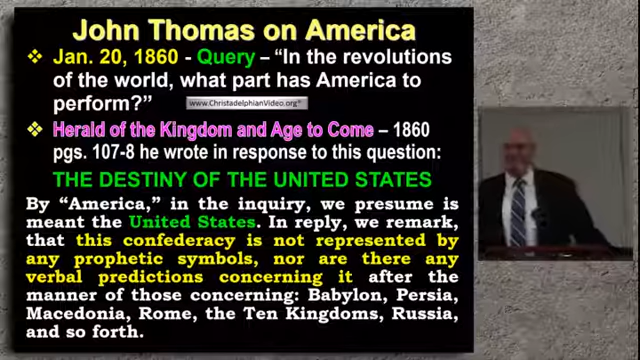 John Thomas on America
❖ Jan. 20, 1860 - Query – “In the revolutions
of the world, what part has America to
perform?”
www.ChristadelphianVideo.org
❖ Herald of the Kingdom and Age to Come – 1860
pgs. 107-8 he wrote in response to this question:
THE DESTINY OF THE UNITED STATES
By “America,” in the inquiry, we presume is
meant the United States. In reply, we remark,
that this confederacy is not represented by
any prophetic symbols, nor are there any
verbal predictions concerning it after the
manner of those concerning: Babylon, Persia,
Macedonia, Rome, the Ten Kingdoms, Russia,
and so forth.